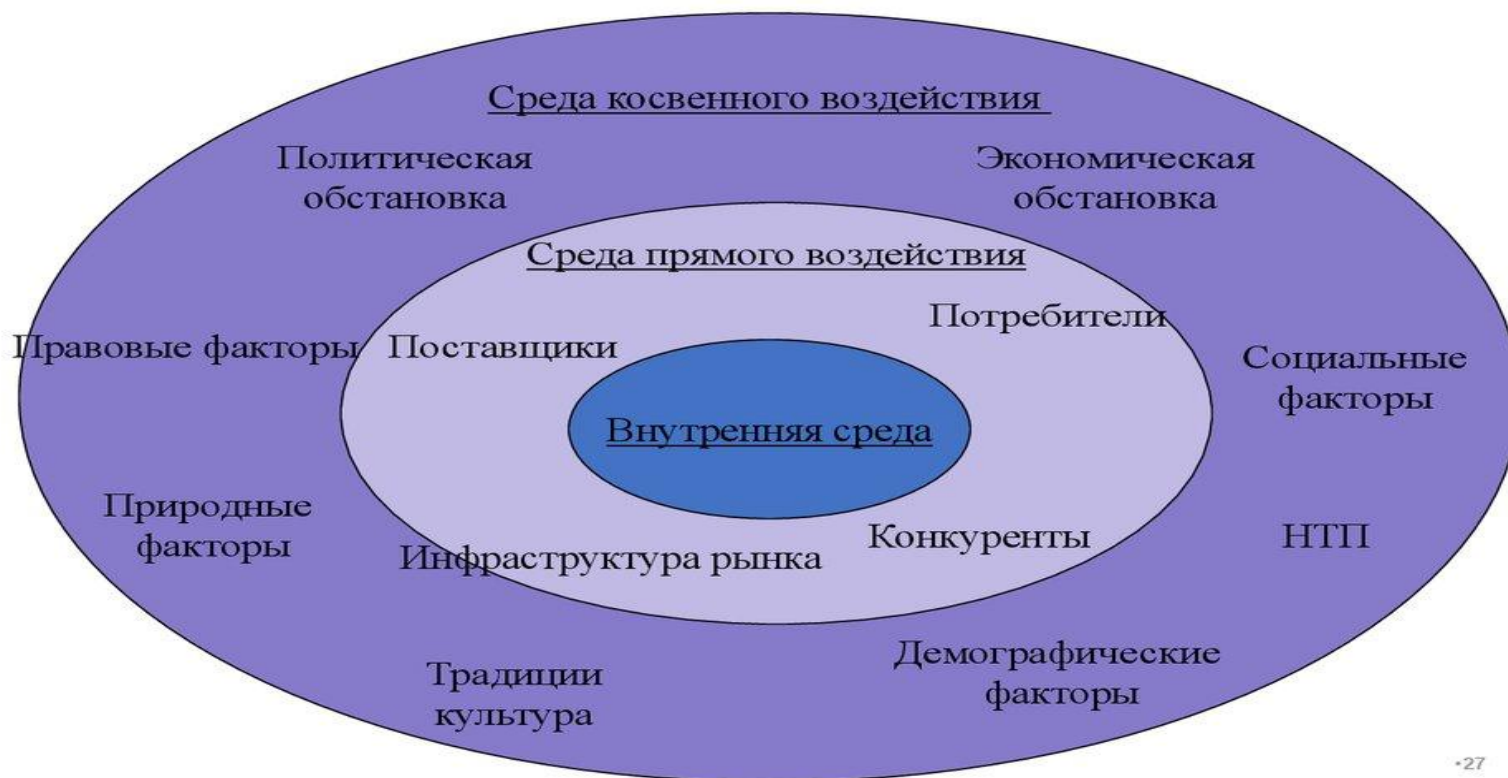 Среда косвенного воздействия
Политическая
обстановка
Экономическая
обстановка
Среда прямого воздействия
Потребители
Правовые факторы
Поставщики
Социальные
факторы
Внутренняя среда
Природные
факторы
Инфраструктура рынка
Конкуренты
НТП
Традиции
культура
Демографические
факторы
•27